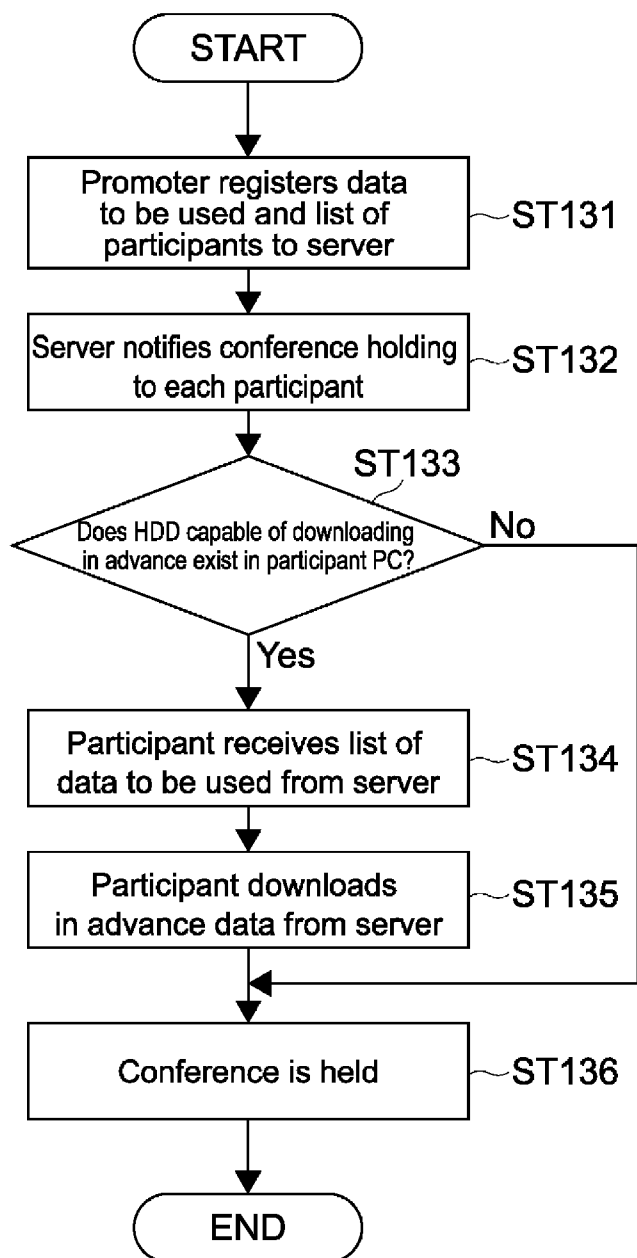 START
Promoter registers data
to be used and list of
participants to server
ST131
Server notifies conference holding
to each participant
ST132
ST133
Does HDD capable of downloading
in advance exist in participant PC?
No
Yes
Participant receives list of
data to be used from server
ST134
Participant downloads
in advance data from server
ST135
Conference is held
ST136
END